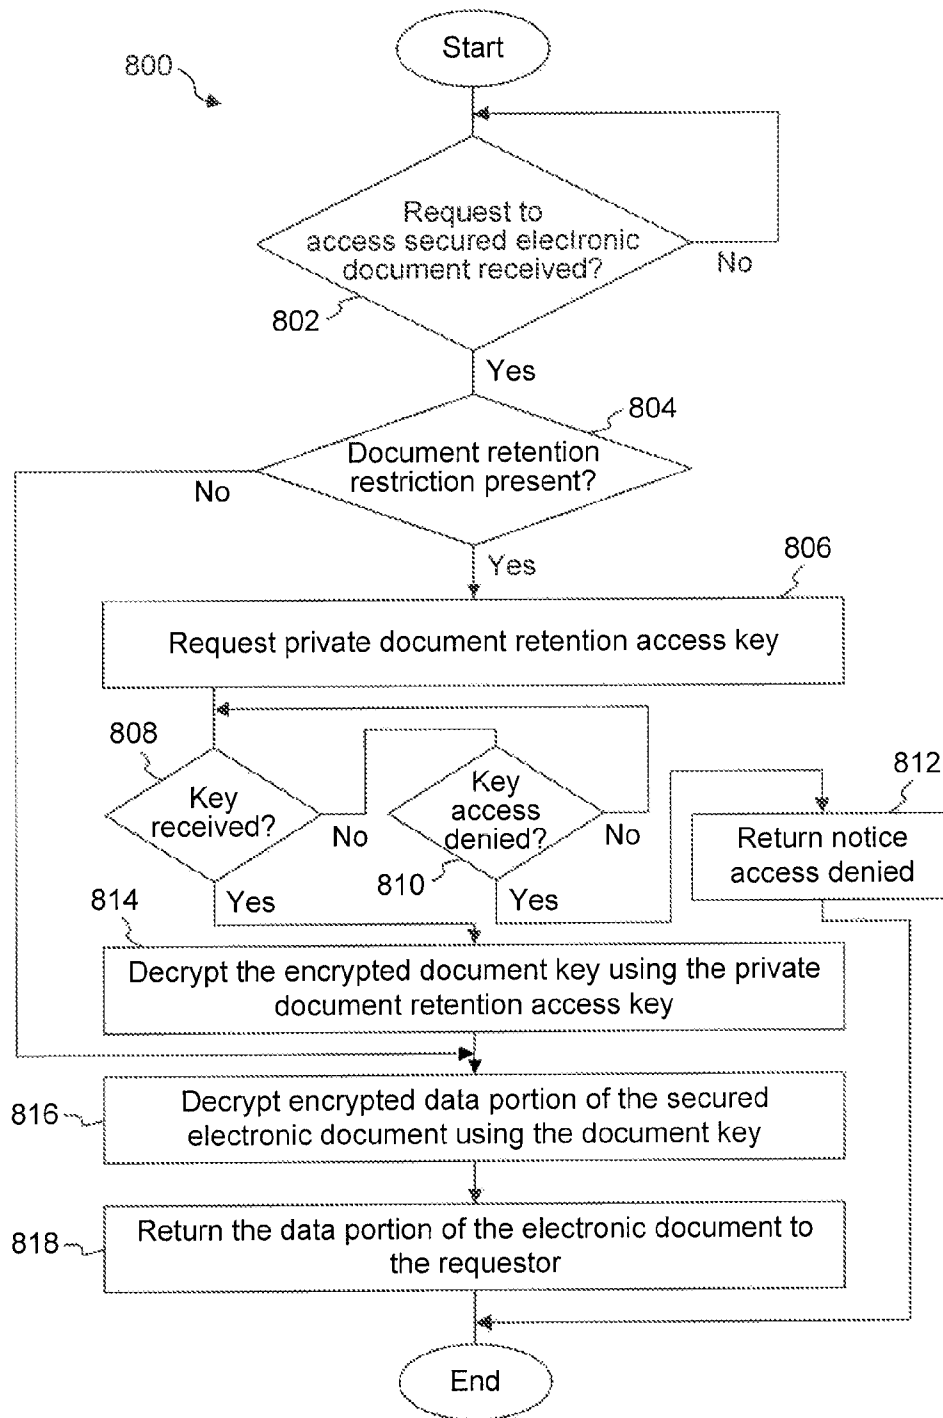 Start
800
Request to
access secured electronic
document received?
No
802
Yes
804
Document retention
restriction present?
No
Yes
806
Request private document retention access key
808
Key
received?
No
Key
access
denied?
No
810
812
Return notice
access denied
Yes
Yes
814
Decrypt the encrypted document key using the private
document retention access key
816
Decrypt encrypted data portion of the secured
electronic document using the document key
818
Return the data portion of the electronic document to
the requestor
End